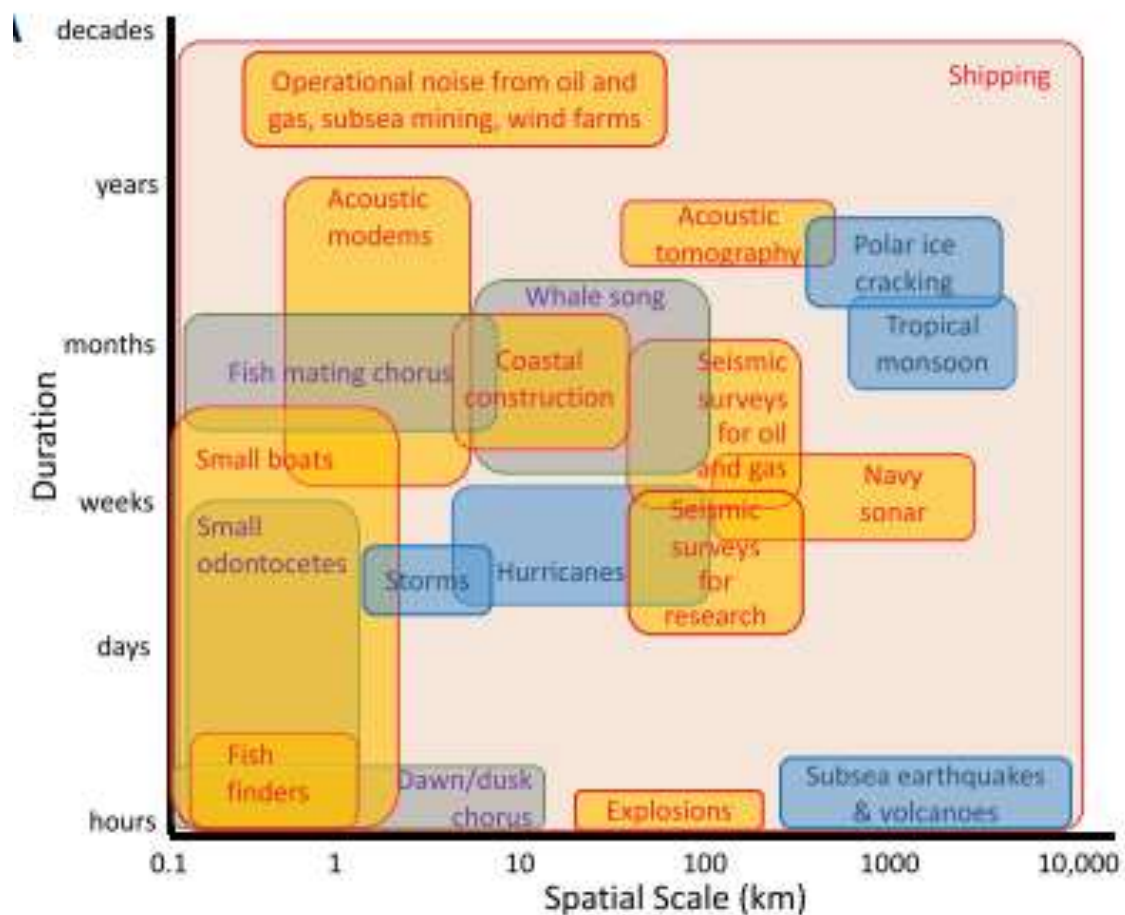 decades
Shipping
Operational noise from oil and
gas, subsea mining, wind farms
years
Acoustic
modems
Acoustic
tomography
Polar ice
cracking
Whale song
Tropical
monsoon
months
Fish mating chorus
Coastal
construction
Seismic
surveys
for oil
and gas
Small boats
Navy
sonar
weeks
Small
odontocetes
Storms
Hurricanes
Seismic
surveys
for
research
days
Fish
finders
Dawn/dusk
chorus
Explosions
Subsea earthquakes
& volcanoes
hours
Duration
0.1 1 10 100 1000 10,000
Spatial Scale (km)